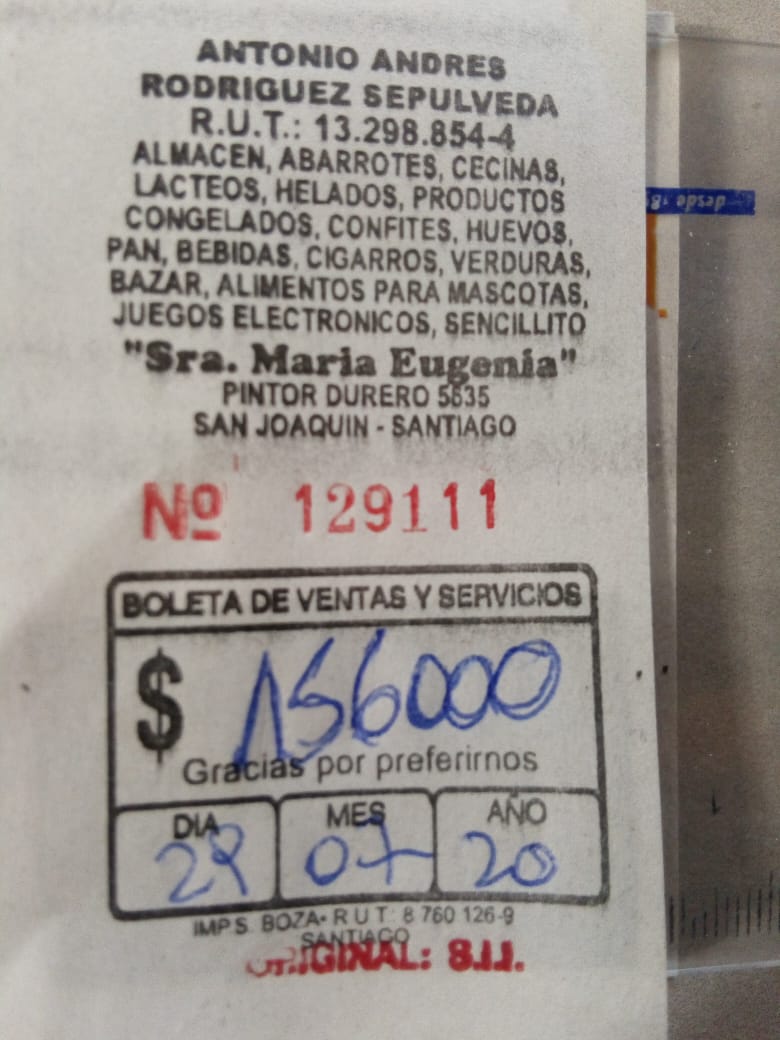 ANTONIO ANDRES
RODRIGUEZ SEPULVEDA
R.U.T.: 13.298.854-4
ALMACEN, ABARROTES, CECINAS,
LACTEOS, HELADOS, PRODUCTOS
CONGELADOS, CONFITES, HUEVOS,
PAN, BEBIDAS, CIGARROS, VERDURAS,
BAZAR, ALIMENTOS PARA MASCOTAS,
JUEGOS ELECTRONICOS, SENCILLITO
"Sra. Maria Eugenia"
PINTOR DURERO 5635
SAN JOAQUIN - SANTIAGO
desde
Nº 129111
BOLETA DE VENTAS Y SERVICIOS
$ 156000
Gracias por preferirnos
DIA MES AÑO
29 07 20
IMP S. BOZA• R U T: 8 760 126-9
SANTIAGO
ORIGINAL: S.I.I.